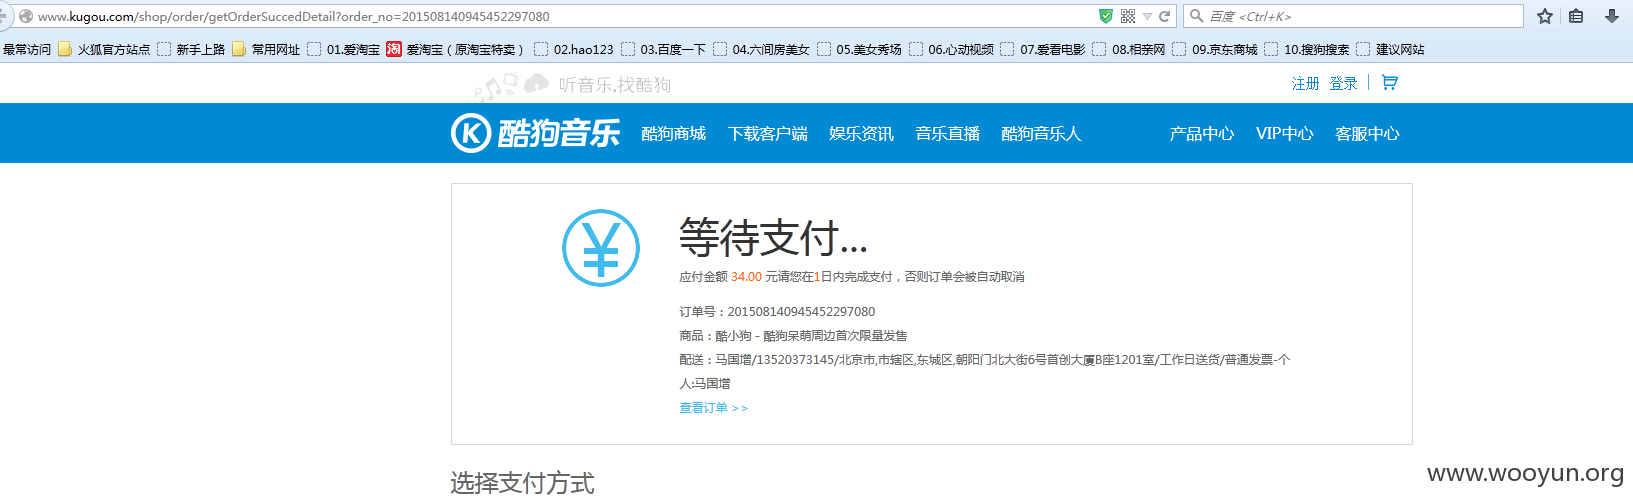 www.kugou.com/shop/order/getOrderSuccedDetail?order_no=201508140945452297080
百度 <Ctrl+K>
最常访问 火狐官方站点 新手上路 常用网址 01.爱淘宝 淘 爱淘宝（原淘宝特卖） 02.hao123 03.百度一下 04.六间房美女 05.美女秀场 06.心动视频 07.爱看电影 08.相亲网 09.京东商城 10.搜狗搜索 建议网站
听音乐,找酷狗
注册 登录
K 酷狗音乐 酷狗商城 下载客户端 娱乐资讯 音乐直播 酷狗音乐人 产品中心 VIP中心 客服中心
¥
等待支付...
应付金额 34.00 元请您在1日内完成支付，否则订单会被自动取消
订单号：201508140945452297080
商品：酷小狗 - 酷狗呆萌周边首次限量发售
配送：马国增/13520373145/北京市,市辖区,东城区,朝阳门北大街6号首创大厦B座1201室/工作日送货/普通发票-个
人:马国增
查看订单 >>
选择支付方式
www.wooyun.org